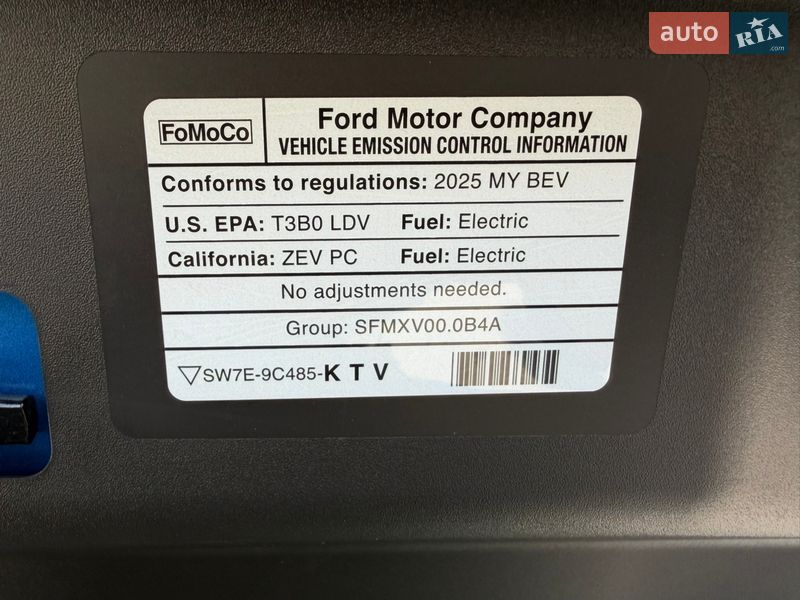 auto RIA .com
FoMoCo
Ford Motor Company
VEHICLE EMISSION CONTROL INFORMATION
Conforms to regulations: 2025 MY BEV
U.S. EPA: T3B0 LDV Fuel: Electric
California: ZEV PC Fuel: Electric
No adjustments needed.
Group: SFMXV00.0B4A
▽SW7E-9C485-K T V